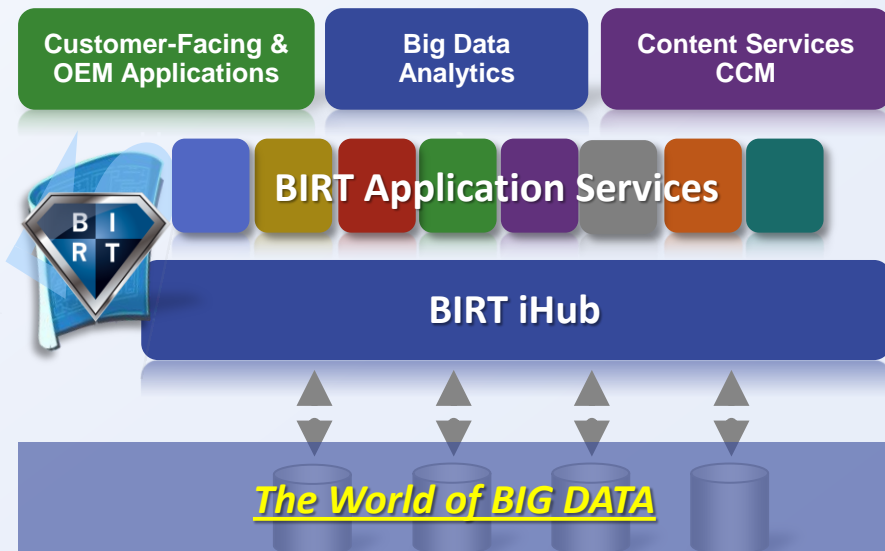 Customer-Facing &
OEM Applications
Big Data
Analytics
Content Services
CCM
BIRT Application Services
B I
R T
BIRT iHub
The World of BIG DATA